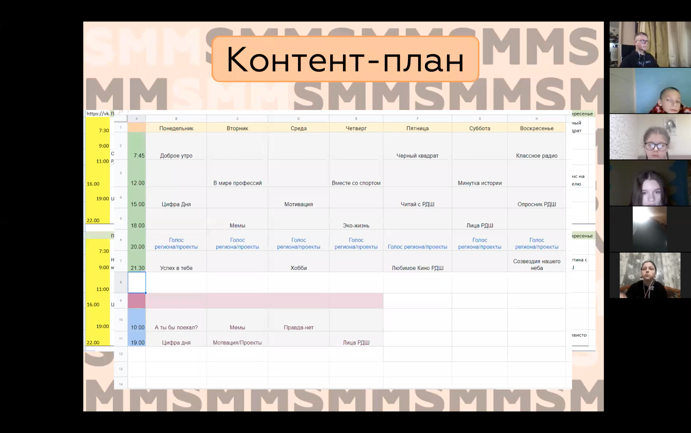 SMMSMMSMMSMMS
Контент-план
MMSMMSMMSMM
https://vk.
Понедельник Вторник Среда Четверг Пятница Суббота Воскресенье
7:45 Доброе утро Черный квадрат Классное радио
12.00 В мире профессий Вместе со спортом Минутка истории
15.00 Цифра Дня Мотивация Читай с РДШ Опросник РДШ
18:00 Мемы Эко-жизнь Лица РДШ
20.00 Голос регіона/проекты Голос региона/проекты Голос региона/проекты Голос региона/проекты Голос региона/проекты Голос региона/проекты Голос региона/проекты
21.30 Успех в тебе Хобби Любимое Кино РДШ Созвездия нашего неба
10:00 А ты бы поехал? Мемы Правда нет
19.00 Цифра дня Мотивация/Проекты Лица РДШ
7:30
9:00
11:00
16.00
19:00
22.00
7:30
9:00
11:00
16.00
19:00
22.00
SMMSMMSMMSMMS